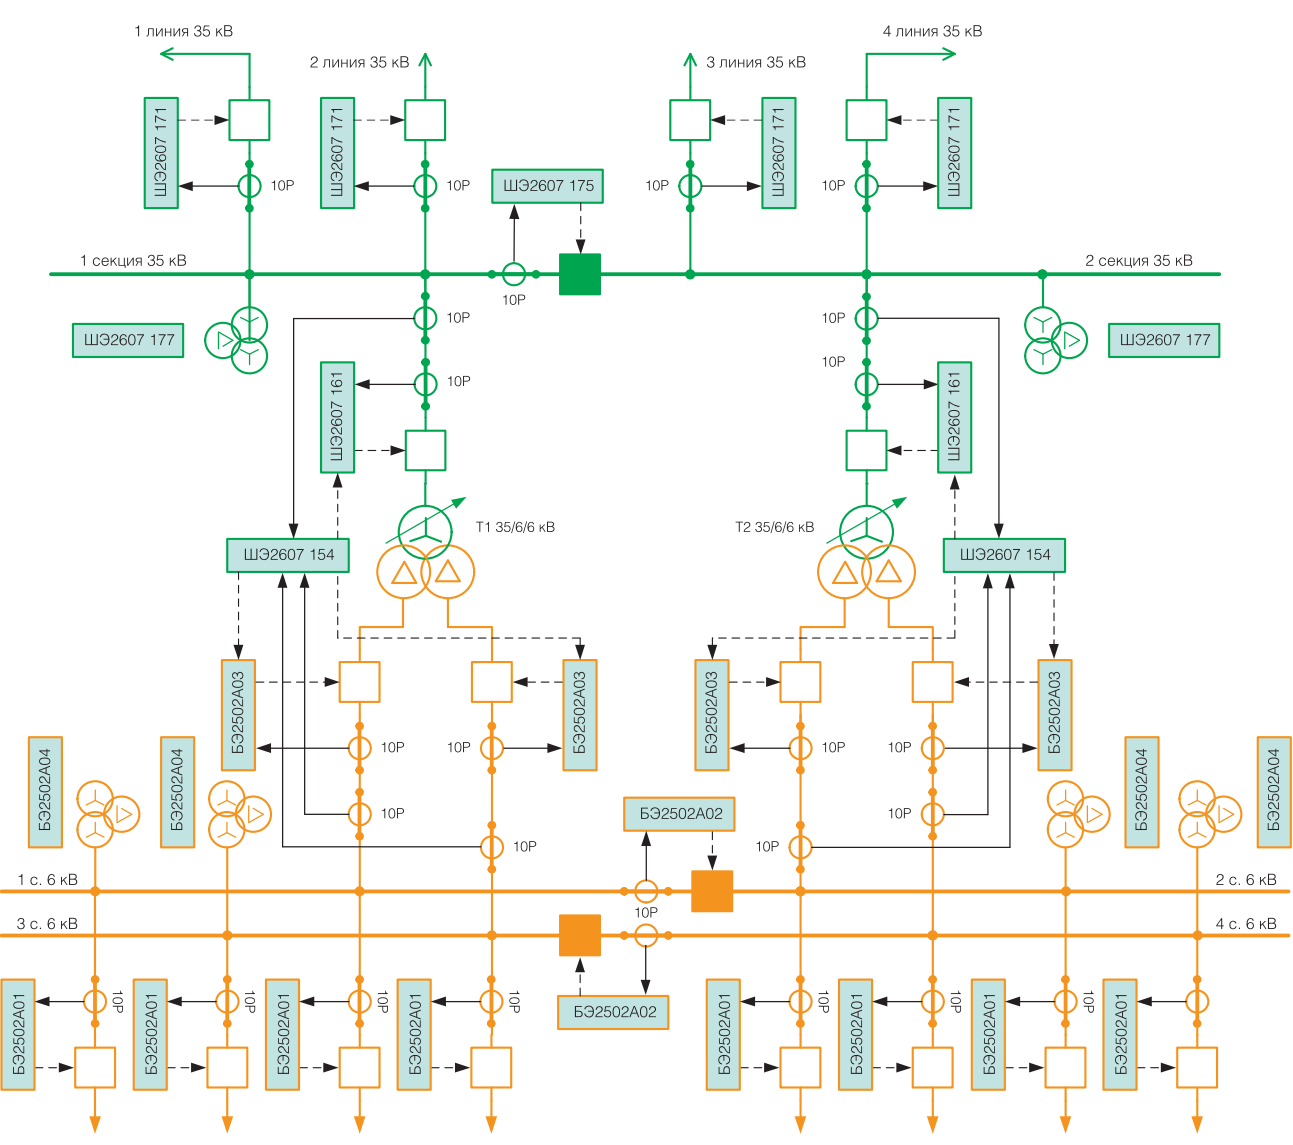 1 линия 35 кВ
4 линия 35 кВ
2 линия 35 кВ
3 линия 35 кВ
ШЭ2607 171
ШЭ2607 171
ШЭ2607 171
ШЭ2607 171
10Р
10Р
ШЭ2607 175
10Р
10Р
1 секция 35 кВ
2 секция 35 кВ
10Р
10Р
10Р
ШЭ2607 177
ШЭ2607 177
10Р
10Р
ШЭ2607 161
ШЭ2607 161
Т1 35/6/6 кВ
Т2 35/6/6 кВ
ШЭ2607 154
ШЭ2607 154
БЭ2502А03
БЭ2502А03
БЭ2502А03
БЭ2502А03
10Р
10Р
10Р
10Р
БЭ2502А04
БЭ2502А04
БЭ2502А04
БЭ2502А04
10Р
БЭ2502А02
10Р
10Р
10Р
1 с. 6 кВ
2 с. 6 кВ
10Р
3 с. 6 кВ
4 с. 6 кВ
БЭ2502А02
БЭ2502А01
10Р
БЭ2502А01
10Р
БЭ2502А01
10Р
БЭ2502А01
10Р
БЭ2502А01
10Р
БЭ2502А01
10Р
БЭ2502А01
10Р
БЭ2502А01